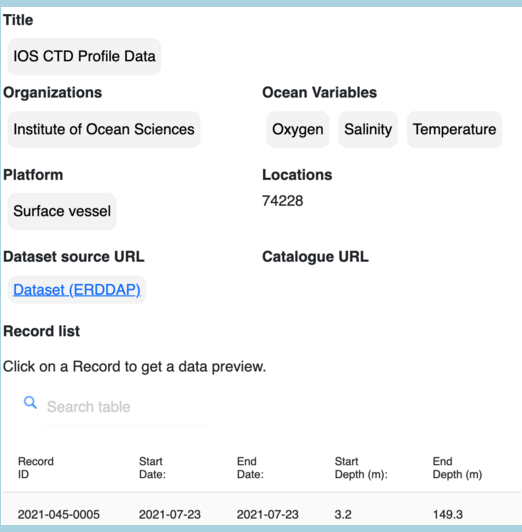 Title
IOS CTD Profile Data
Organizations
Ocean Variables
Institute of Ocean Sciences
Oxygen Salinity Temperature
Platform
Locations
Surface vessel
74228
Dataset source URL
Catalogue URL
Dataset (ERDDAP)
Record list
Click on a Record to get a data preview.
Search table
Record ID Start Date: End Date: Start Depth (m): End Depth (m)
2021-045-0005 2021-07-23 2021-07-23 3.2 149.3